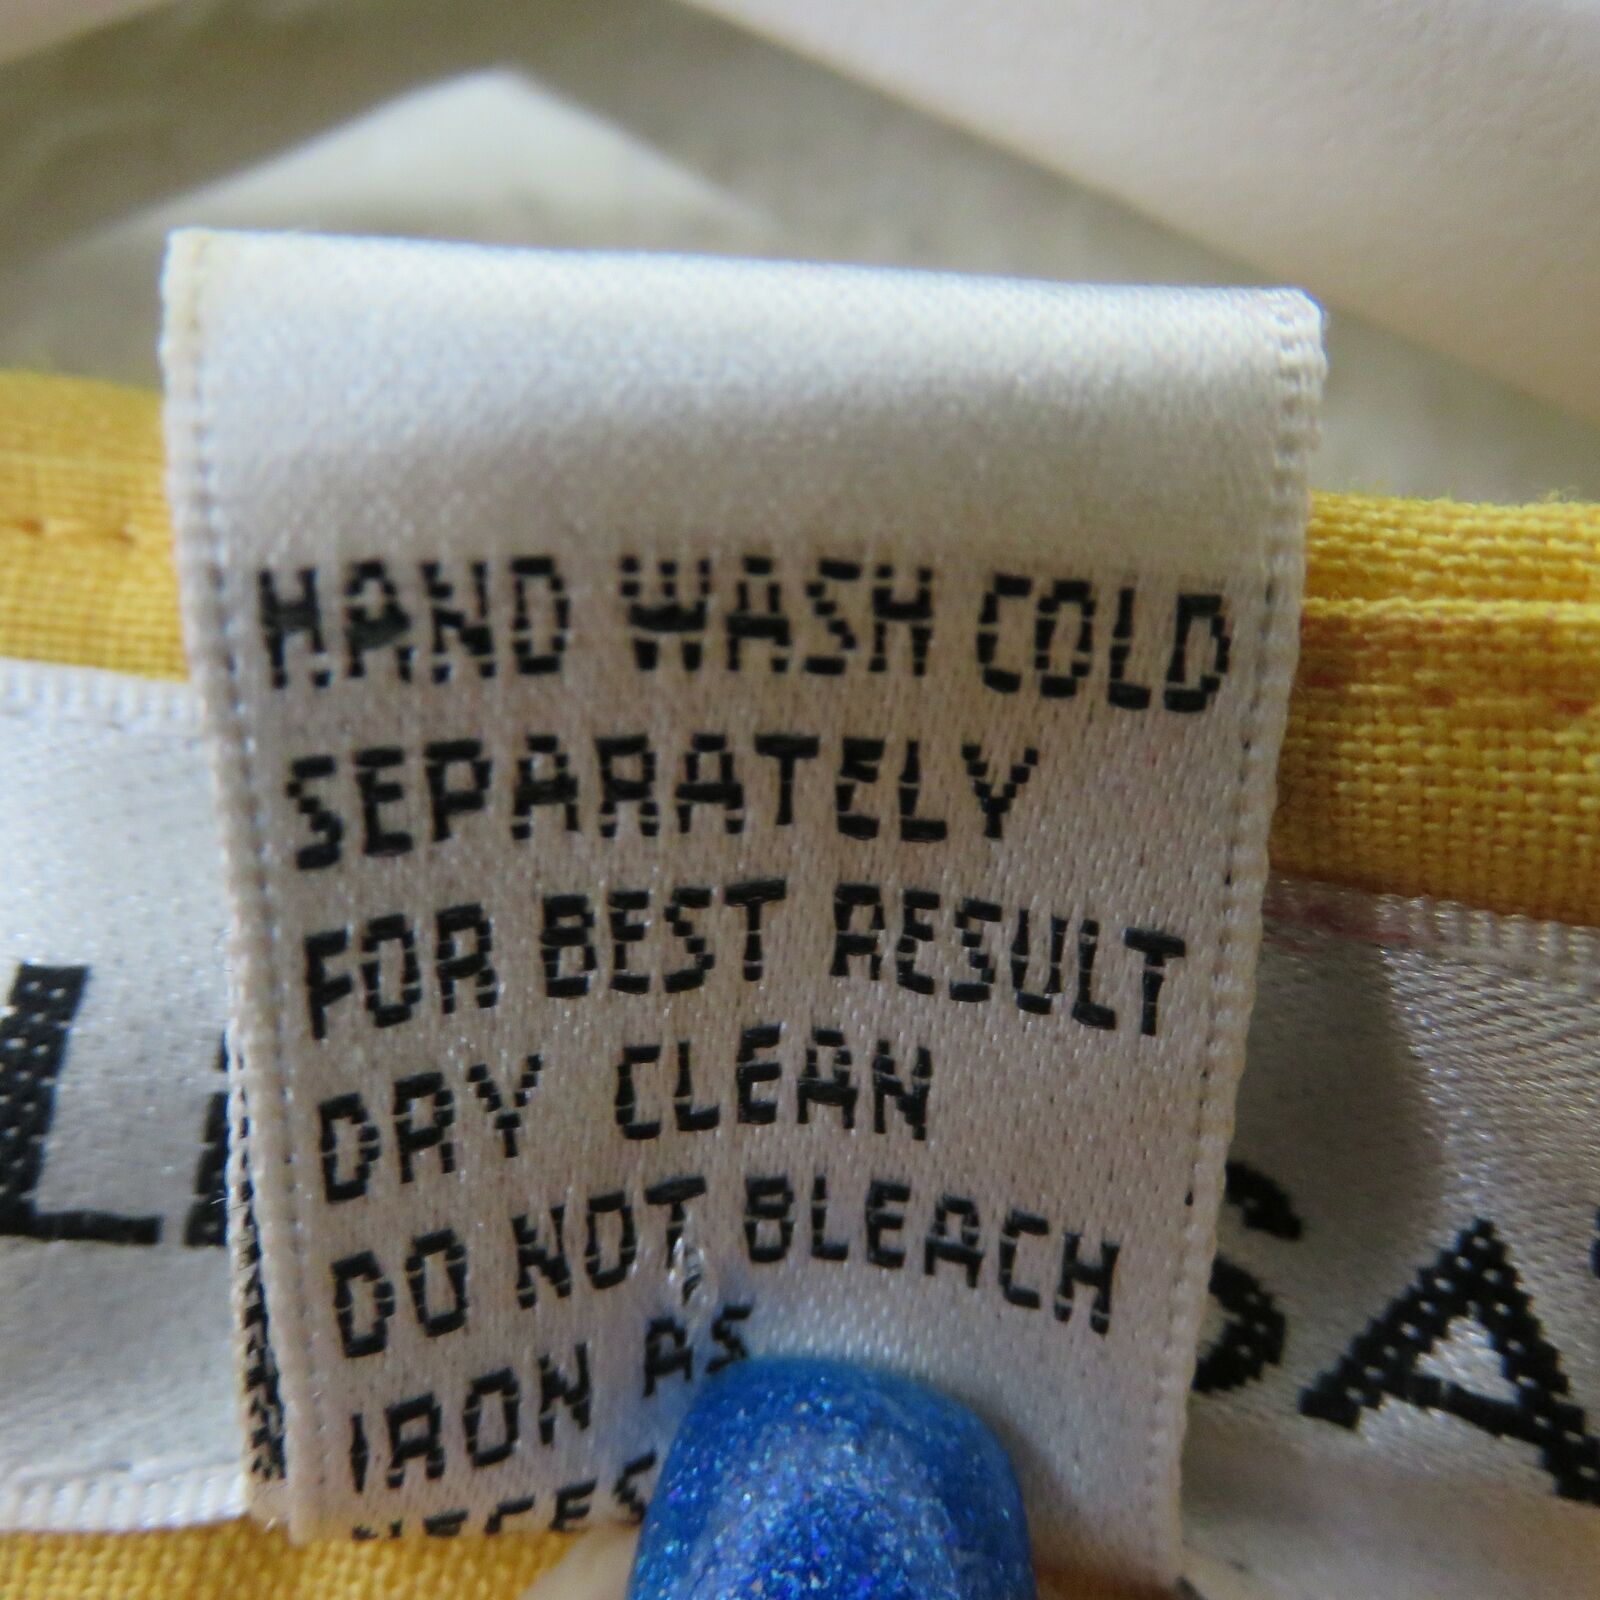 HAND WASH COLD
SEPARATELY
FOR BEST RESULT
DRY CLEAN
DO NOT BLEACH
IRON AS